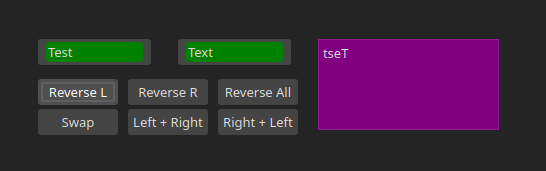 Test Text
tseT
Reverse L Reverse R Reverse All
Swap Left + Right Right + Left